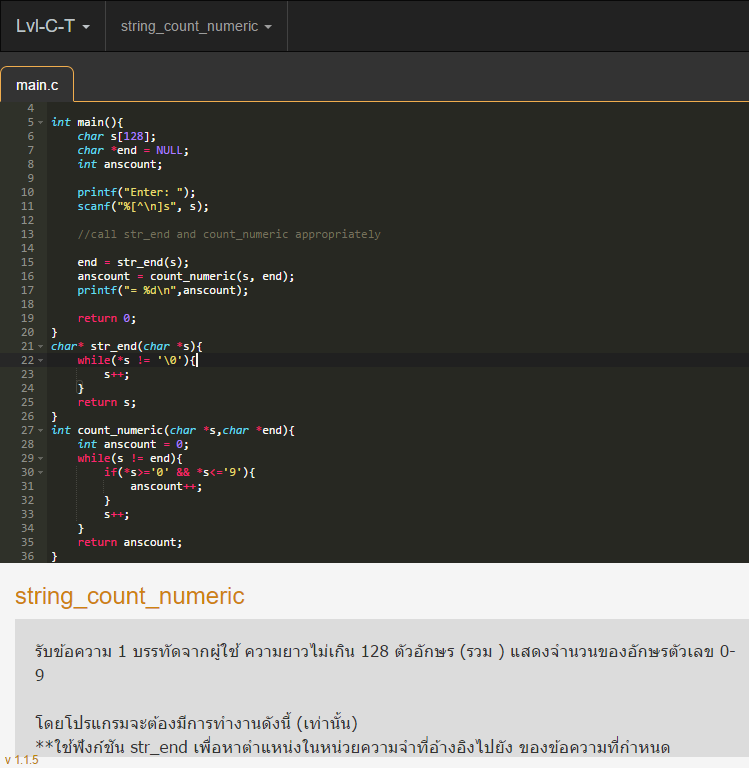 Lvl-C-T string_count_numeric
main.c
4
5 int main(){
6 char s[128];
7 char *end = NULL;
8 int anscount;
9
10 printf("Enter: ");
11 scanf("%[^\n]s", s);
12
13 //call str_end and count_numeric appropriately
14
15 end = str_end(s);
16 anscount = count_numeric(s, end);
17 printf("= %d\n",anscount);
18
19 return 0;
20 }
21 char* str_end(char *s){
22 while(*s != '\0'){
23 s++;
24 }
25 return s;
26 }
27 int count_numeric(char *s,char *end){
28 int anscount = 0;
29 while(s != end){
30 if(*s>='0' && *s<='9'){
31 anscount++;
32 }
33 s++;
34 }
35 return anscount;
36 }
string_count_numeric
รับข้อความ 1 บรรทัดจากผู้ใช้ ความยาวไม่เกิน 128 ตัวอักษร (รวม ) แสดงจำนวนของอักษรตัวเลข 0-
9
โดยโปรแกรมจะต้องมีการทำงานดังนี้ (เท่านั้น)
**ใช้ฟังก์ชัน str_end เพื่อหาตำแหน่งในหน่วยความจำที่อ้างอิงไปยัง ของข้อความที่กำหนด
v 1.1.5